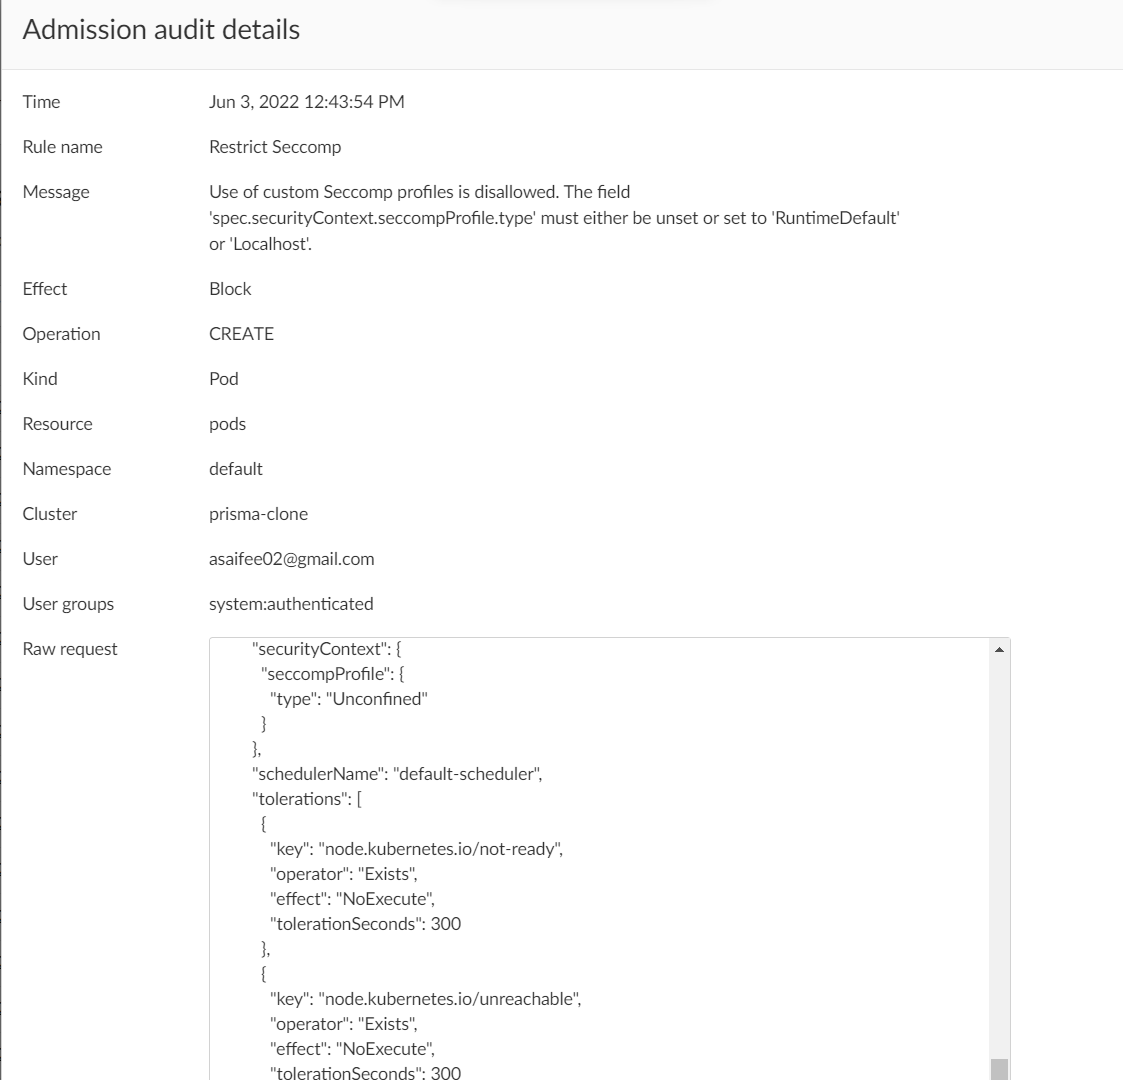 Admission audit details
Time Jun 3, 2022 12:43:54 PM
Rule name Restrict Seccomp
Message Use of custom Seccomp profiles is disallowed. The field
'spec.securityContext.seccompProfile.type' must either be unset or set to 'RuntimeDefault'
or 'Localhost'.
Effect Block
Operation CREATE
Kind Pod
Resource pods
Namespace default
Cluster prisma-clone
User asaifee02@gmail.com
User groups system:authenticated
Raw request "securityContext": {
"seccompProfile": {
"type": "Unconfined"
}
},
"schedulerName": "default-scheduler",
"tolerations": [
{
"key": "node.kubernetes.io/not-ready",
"operator": "Exists",
"effect": "NoExecute",
"tolerationSeconds": 300
},
{
"key": "node.kubernetes.io/unreachable",
"operator": "Exists",
"effect": "NoExecute",
"tolerationSeconds": 300